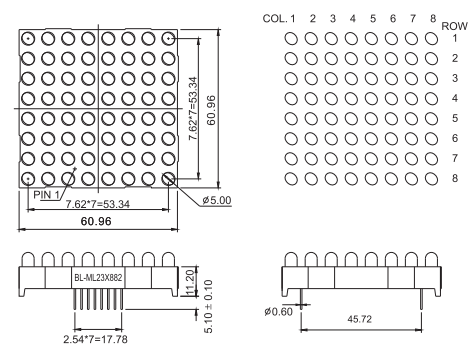 COL. 1 2 3 4 5 6 7 8
ROW
1
2
3
4
5
6
7
8
7.62*7=53.34
60.96
PIN 1
ø5.00
7.62*7=53.34
60.96
BL-ML23X882
11.20
5.10 ± 0.10
2.54*7=17.78
ø0.60
45.72